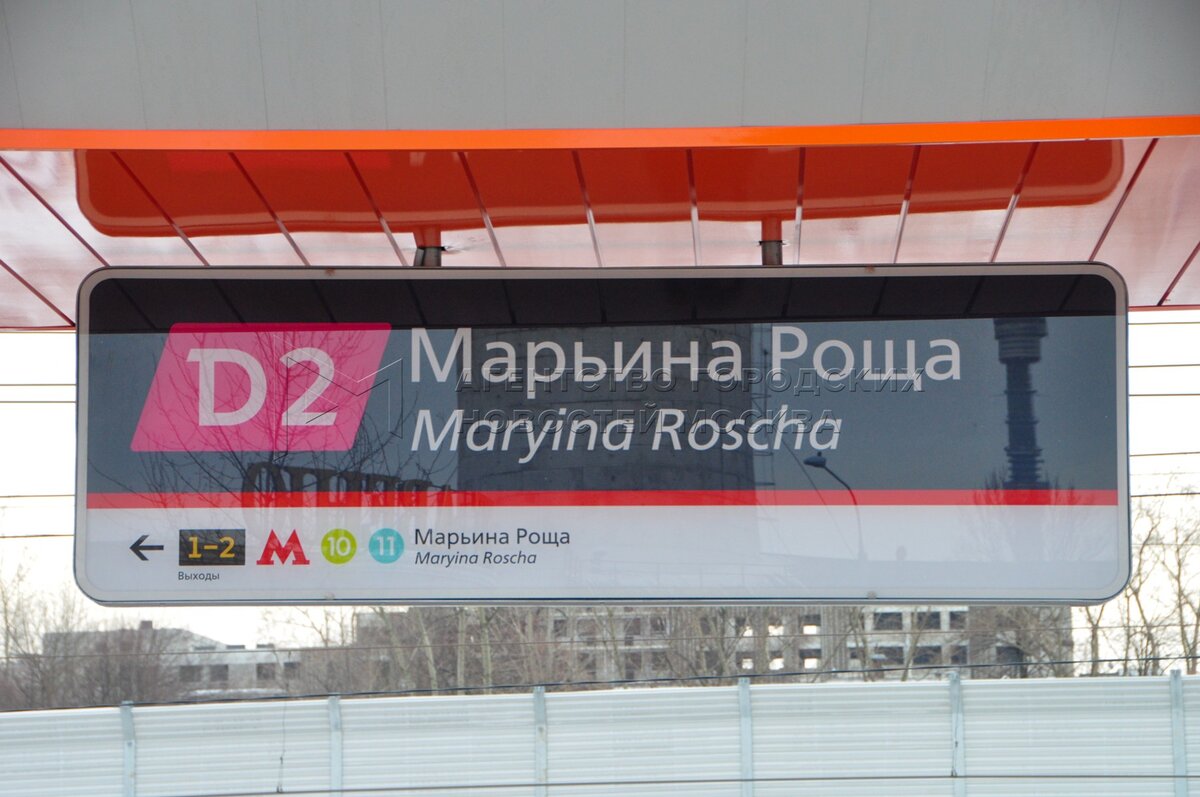 D2
Марьина Роща
Maryina Roscha
АГЕНТСТВО ГОРОДСКИХ
НОВОСТЕЙ МОСКВА
← 1-2 М 10 11 Марьина Роща
Выходы
Maryina Roscha